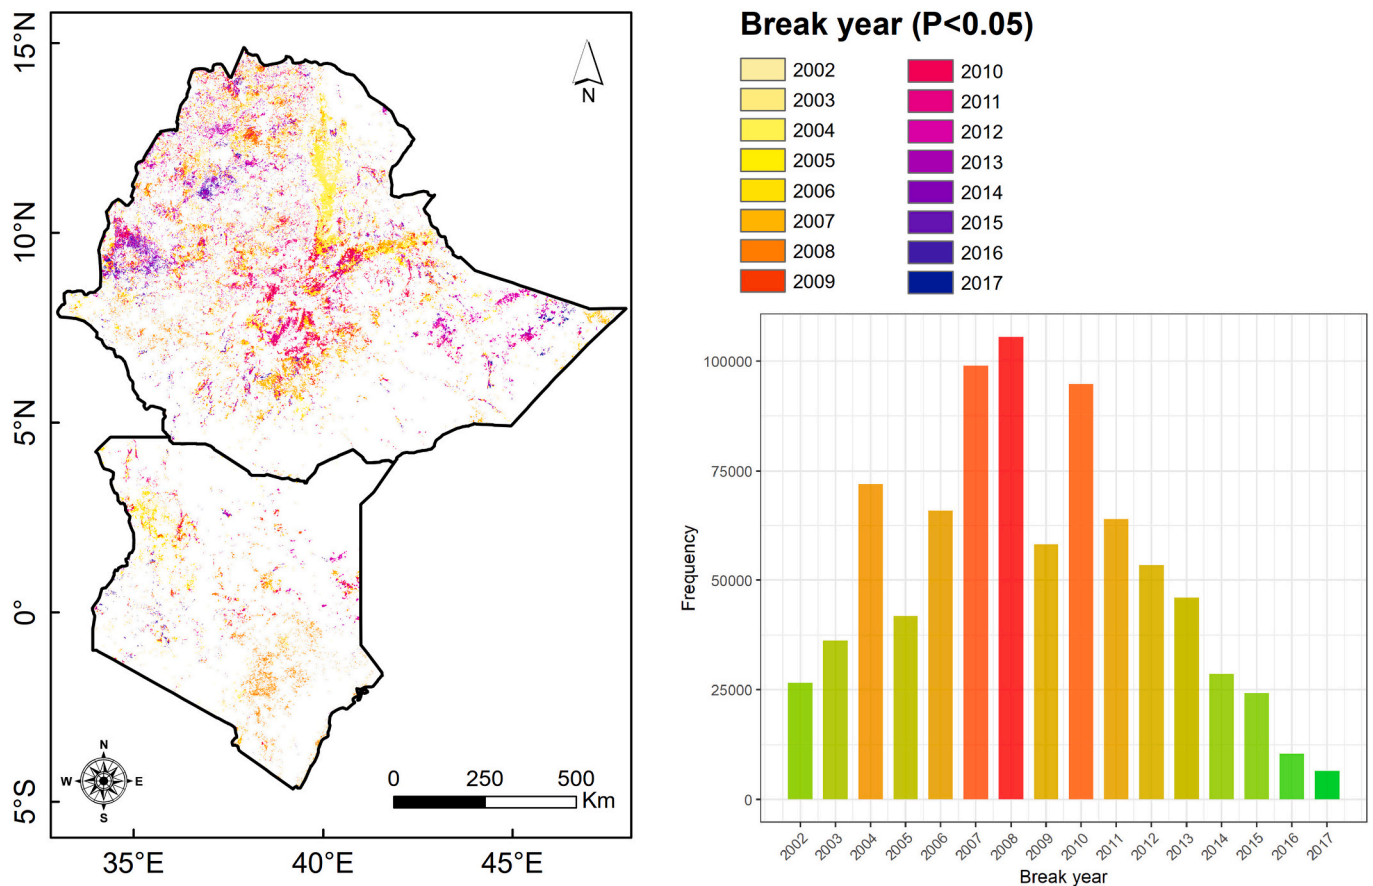 15°N
10°N
5°N
0°
5°S
35°E
40°E
45°E
N
N
W
E
S
0 250 500
Km
Break year (P<0.05)
2002 2010
2003 2011
2004 2012
2005 2013
2006 2014
2007 2015
2008 2016
2009 2017
Frequency
100000
75000
50000
25000
0
2002 2003 2004 2005 2006 2007 2008 2009 2010 2011 2012 2013 2014 2015 2016 2017
Break year